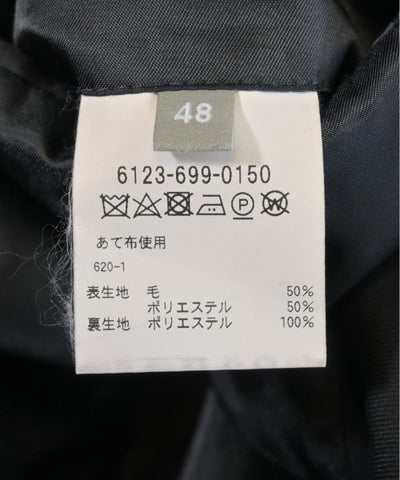 48
6123-699-0150
P W
あて布使用
620-1
表生地 毛 50%
ポリエステル 50%
裏生地 ポリエステル 100%